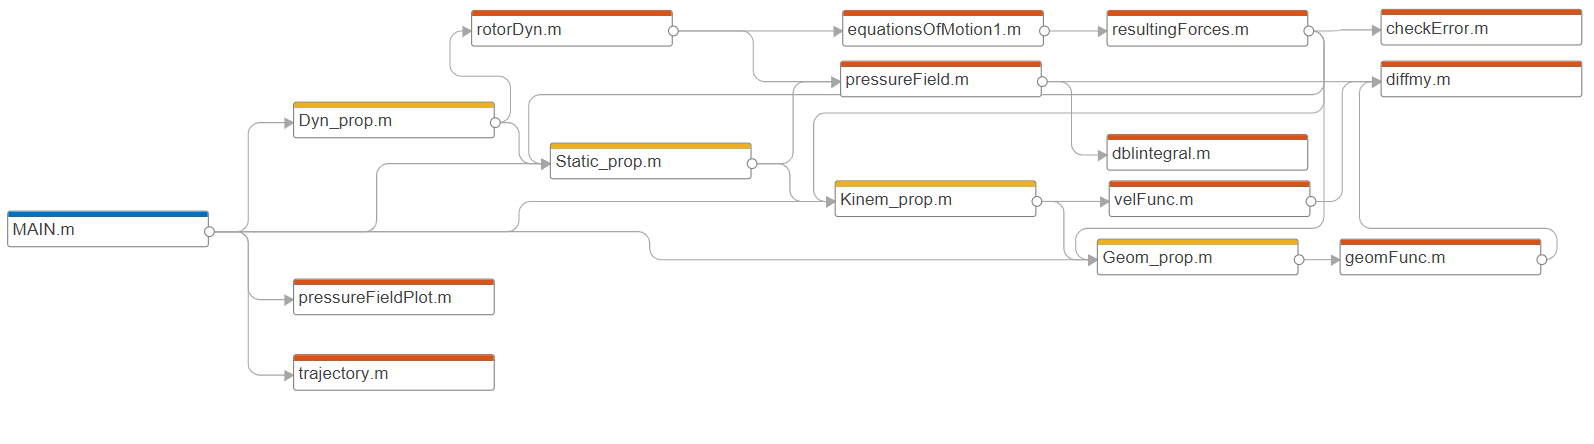 rotorDyn.m
equationsOfMotion1.m
resultingForces.m
checkError.m
pressureField.m
diffmy.m
Dyn_prop.m
Static_prop.m
dblintegral.m
Kinem_prop.m
velFunc.m
MAIN.m
Geom_prop.m
geomFunc.m
pressureFieldPlot.m
trajectory.m